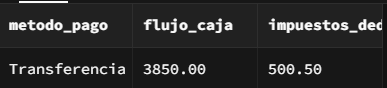 metodo_pago flujo_caja impuestos_ded
Transferencia 3850.00 500.50